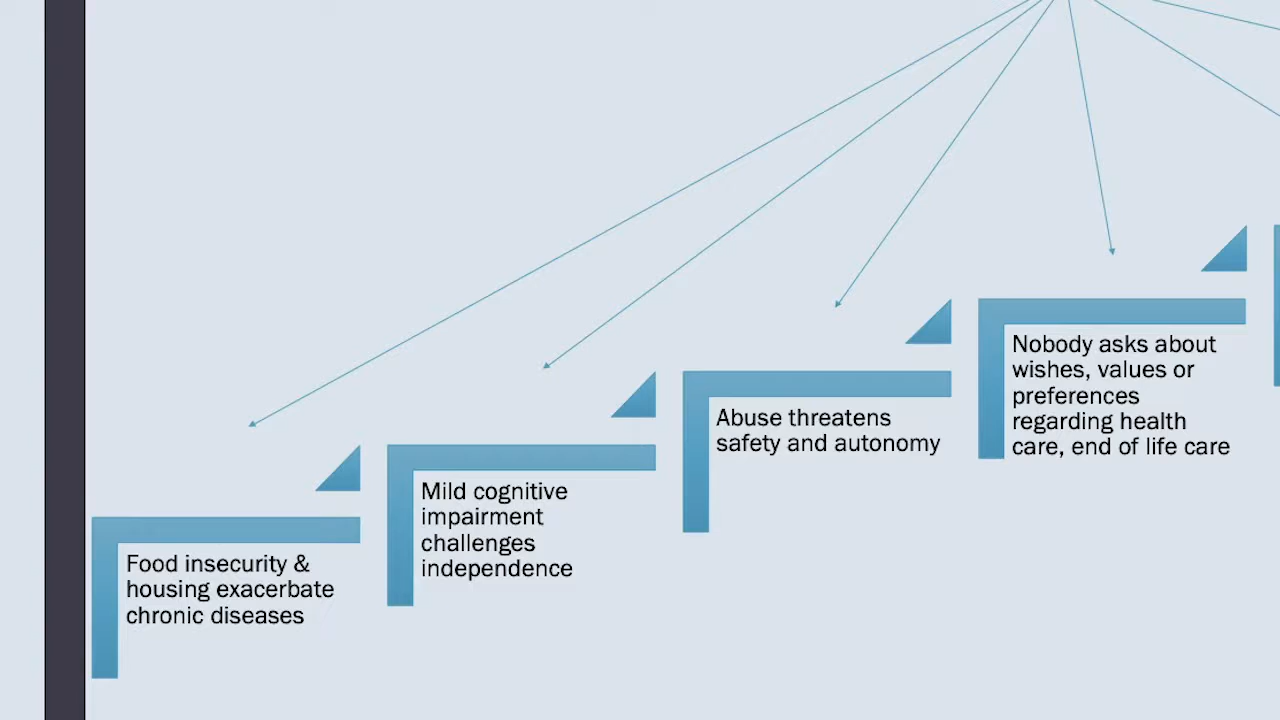 Food insecurity &
housing exacerbate
chronic diseases
Mild cognitive
impairment
challenges
independence
Abuse threatens
safety and autonomy
Nobody asks about
wishes, values or
preferences
regarding health
care, end of life care